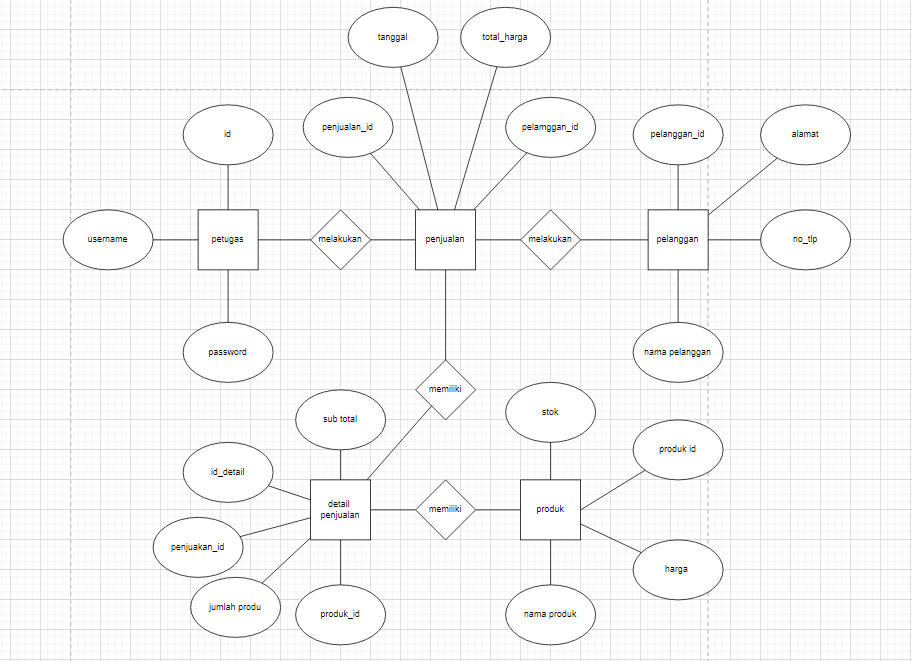 tanggal
total_harga
penjualan_id
pelamggan_id
id
pelanggan_id
alamat
username
petugas
melakukan
penjualan
melakukan
pelanggan
no_tlp
password
nama pelanggan
memiliki
sub total
stok
produk id
id_detail
detail
penjualan
memiliki
produk
penjuakan_id
harga
jumlah produ
produk_id
nama produk